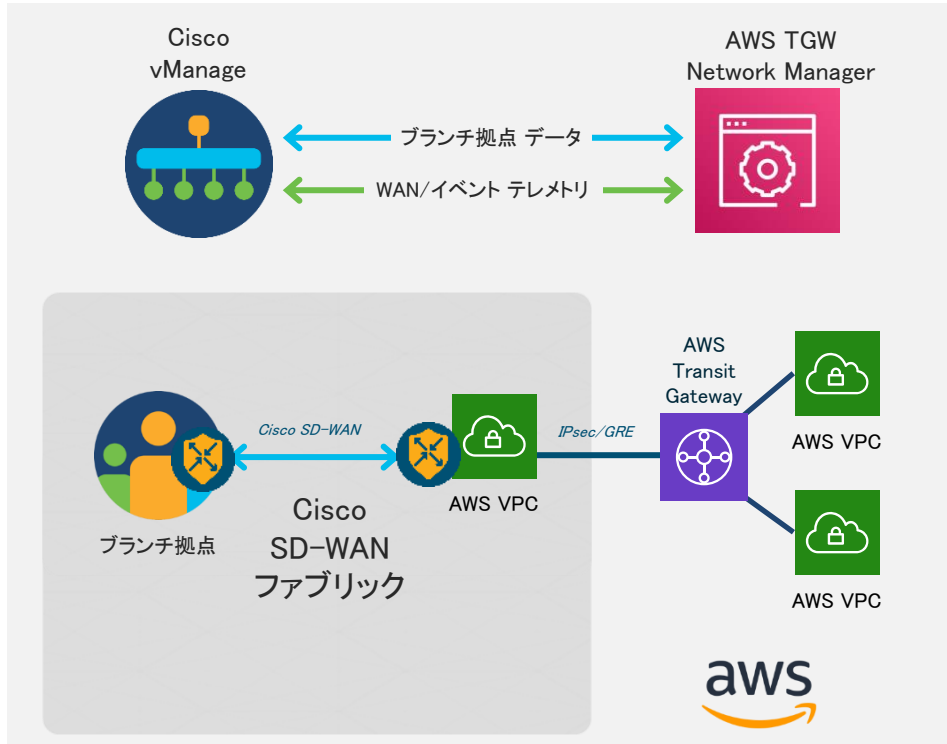 Cisco
vManage
AWS TGW
Network Manager
ブランチ拠点 データ
WAN/イベント テレメトリ
AWS
Transit
Gateway
Cisco SD-WAN
IPsec/GRE
AWS VPC
AWS VPC
ブランチ拠点
Cisco
SD-WAN
ファブリック
AWS VPC
aws